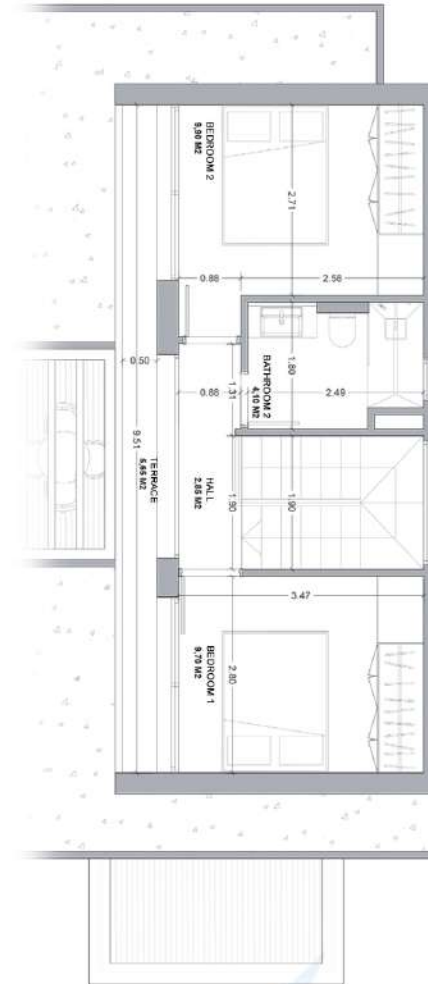 BEDROOM 2
9,90 M2
2.71
0.88
2.58
0.50
0.88
1.31
1.80
2.49
BATHROOM 2
4,10 M2
9.51
TERRACE
5,65 M2
HALL
2,85 M2
1.90
1.90
3.47
2.80
BEDROOM 1
9,70 M2